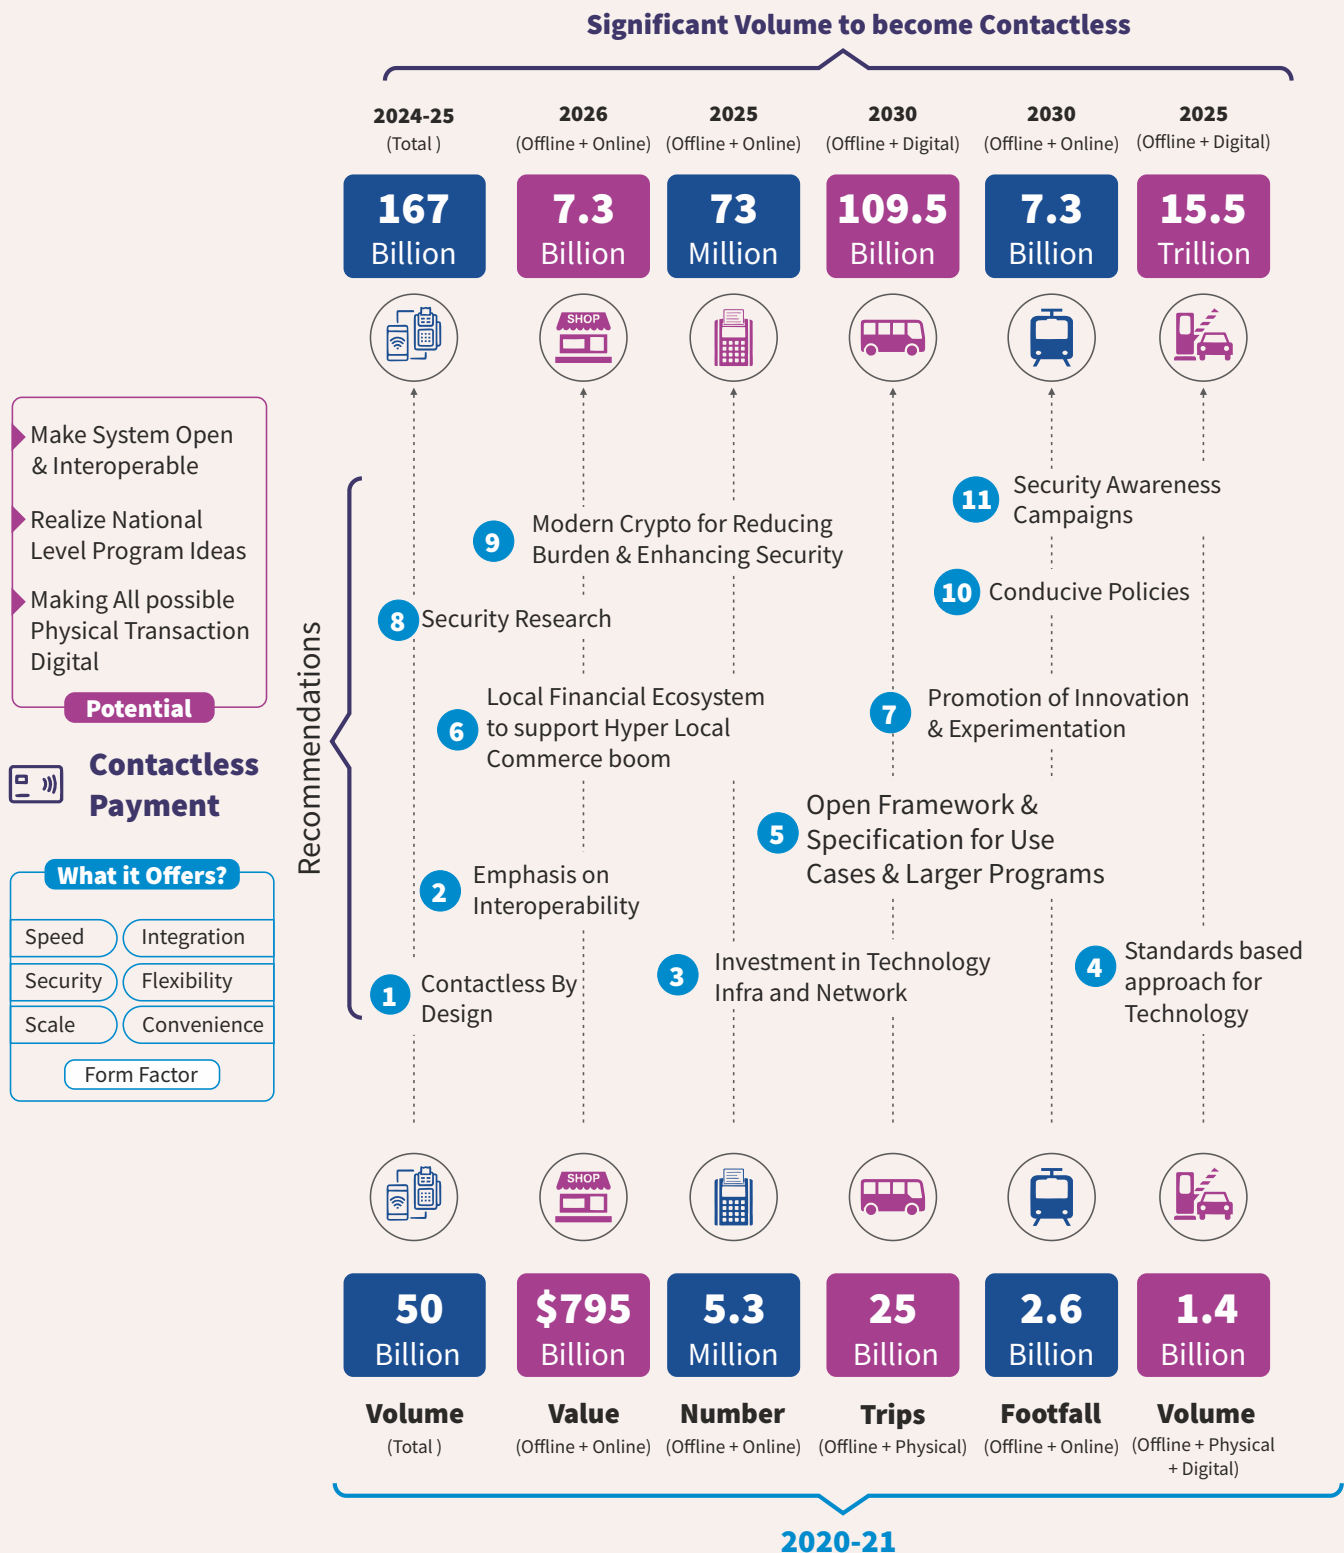 Significant Volume to become Contactless
2024-25
(Total )
2026
(Offline + Online)
2025
(Offline + Online)
2030
(Offline + Digital)
2030
(Offline + Online)
2025
(Offline + Digital)
167
Billion
7.3
Billion
73
Million
109.5
Billion
7.3
Billion
15.5
Trillion
SHOP
Make System Open
& Interoperable
Realize National
Level Program Ideas
Making All possible
Physical Transaction
Digital
Potential
Contactless
Payment
What it Offers?
Speed
Integration
Security
Flexibility
Scale
Convenience
Form Factor
Recommendations
11
Security Awareness
Campaigns
9
Modern Crypto for Reducing
Burden & Enhancing Security
10
Conducive Policies
8
Security Research
6
Local Financial Ecosystem
to support Hyper Local
Commerce boom
7
Promotion of Innovation
& Experimentation
5
Open Framework &
Specification for Use
Cases & Larger Programs
2
Emphasis on
Interoperability
3
Investment in Technology
Infra and Network
4
Standards based
approach for
Technology
1
Contactless By
Design
SHOP
50
Billion
$795
Billion
5.3
Million
25
Billion
2.6
Billion
1.4
Billion
Volume
(Total )
Value
(Offline + Online)
Number
(Offline + Online)
Trips
(Offline + Physical)
Footfall
(Offline + Online)
Volume
(Offline + Physical
+ Digital)
2020-21